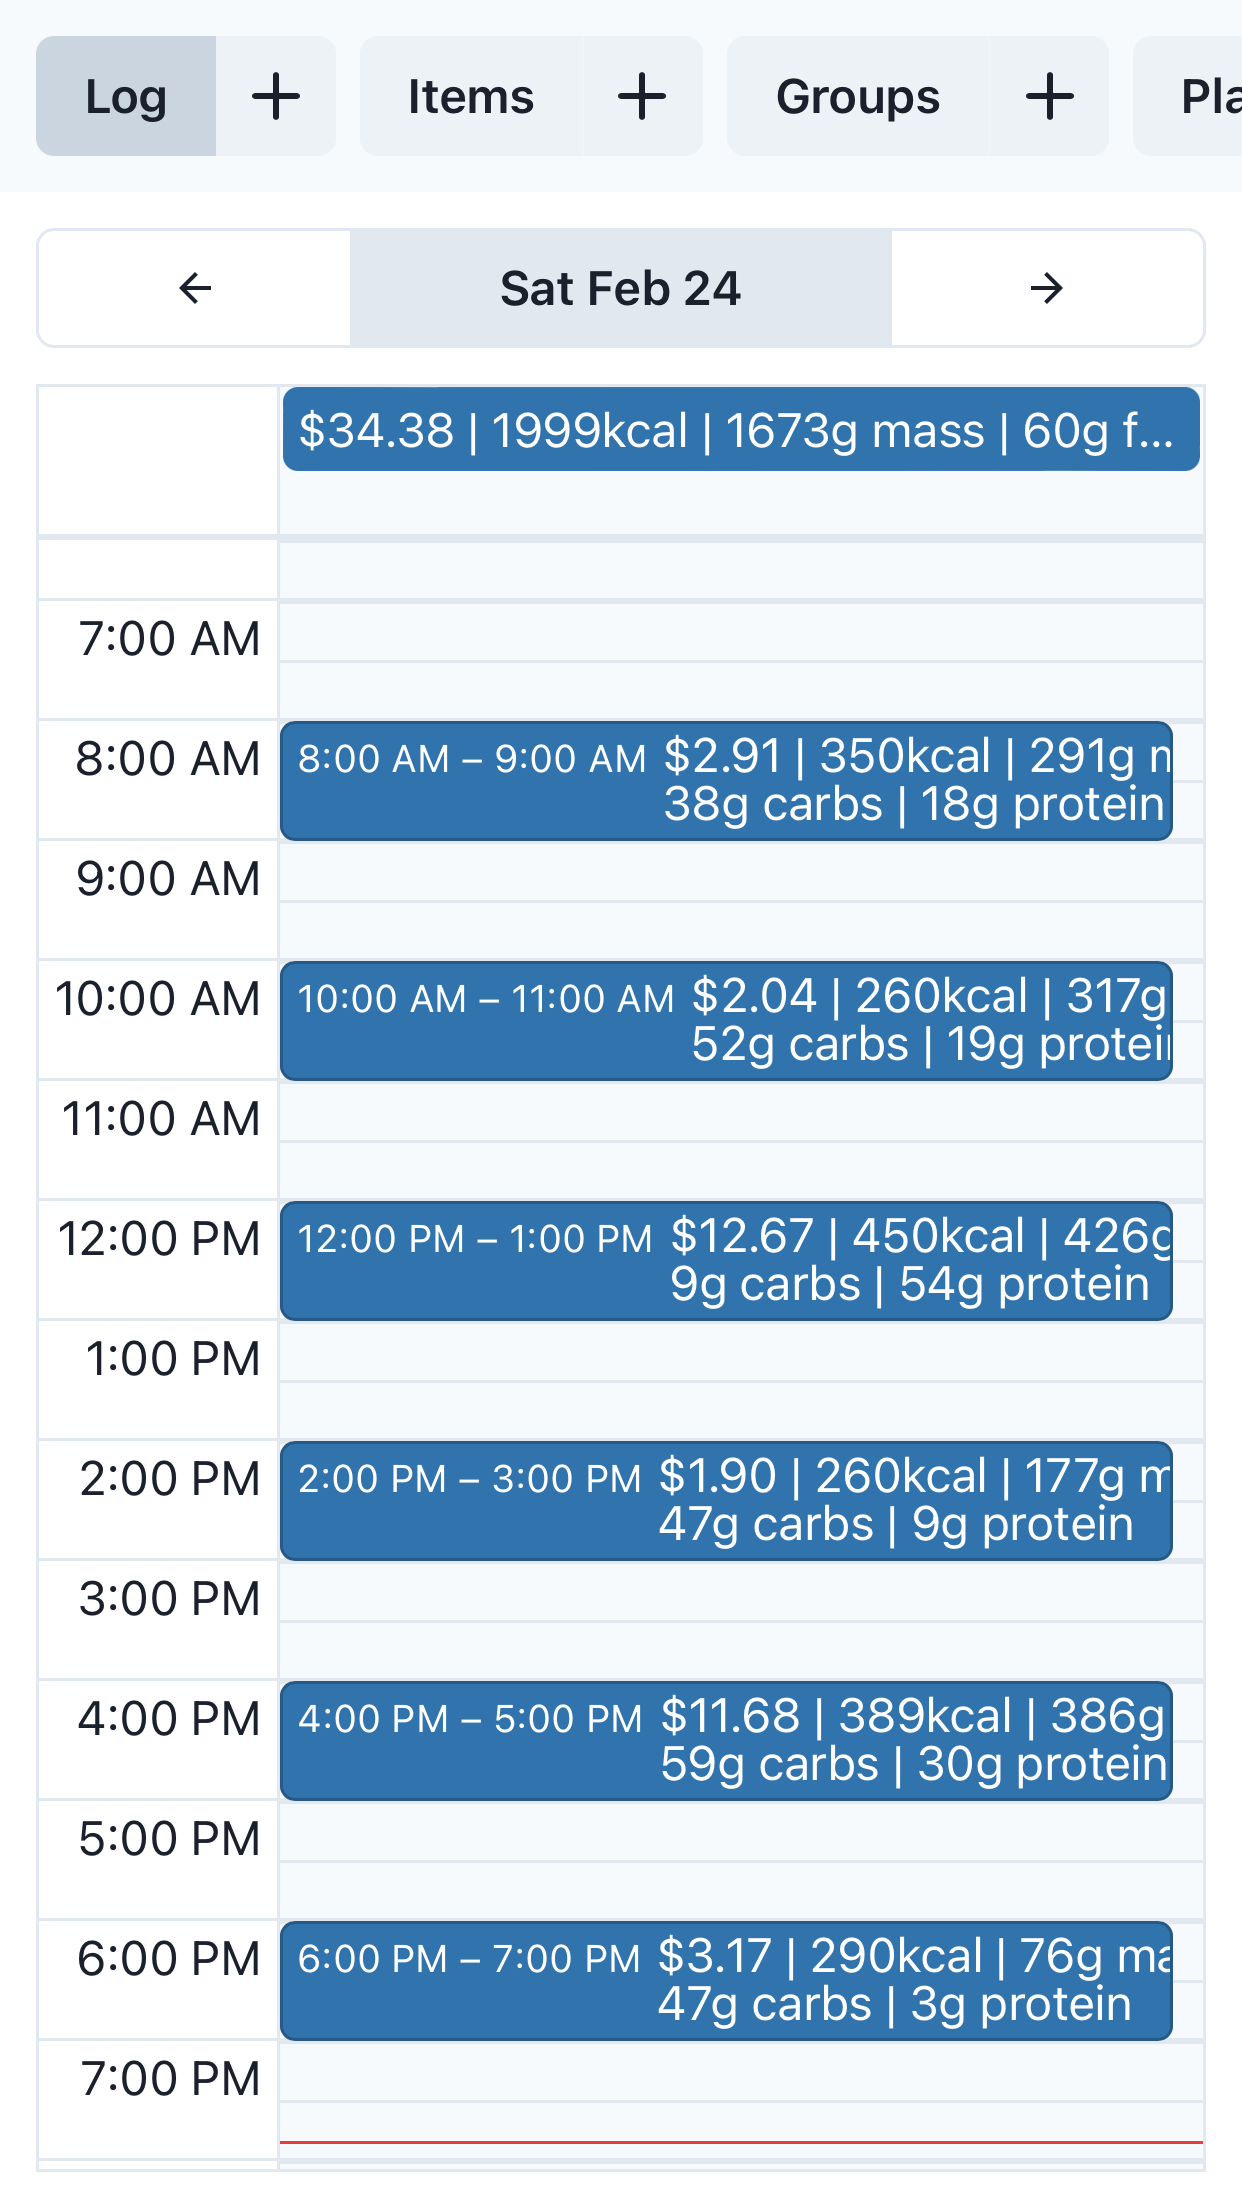 Log + Items + Groups + Pla
← Sat Feb 24 →
$34.38 | 1999kcal | 1673g mass | 60g f...
7:00 AM
8:00 AM
8:00 AM – 9:00 AM $2.91 | 350kcal | 291g m
38g carbs | 18g protein
9:00 AM
10:00 AM
10:00 AM – 11:00 AM $2.04 | 260kcal | 317g
52g carbs | 19g protein
11:00 AM
12:00 PM
12:00 PM – 1:00 PM $12.67 | 450kcal | 426g
9g carbs | 54g protein
1:00 PM
2:00 PM
2:00 PM – 3:00 PM $1.90 | 260kcal | 177g m
47g carbs | 9g protein
3:00 PM
4:00 PM
4:00 PM – 5:00 PM $11.68 | 389kcal | 386g
59g carbs | 30g protein
5:00 PM
6:00 PM
6:00 PM – 7:00 PM $3.17 | 290kcal | 76g ma
47g carbs | 3g protein
7:00 PM